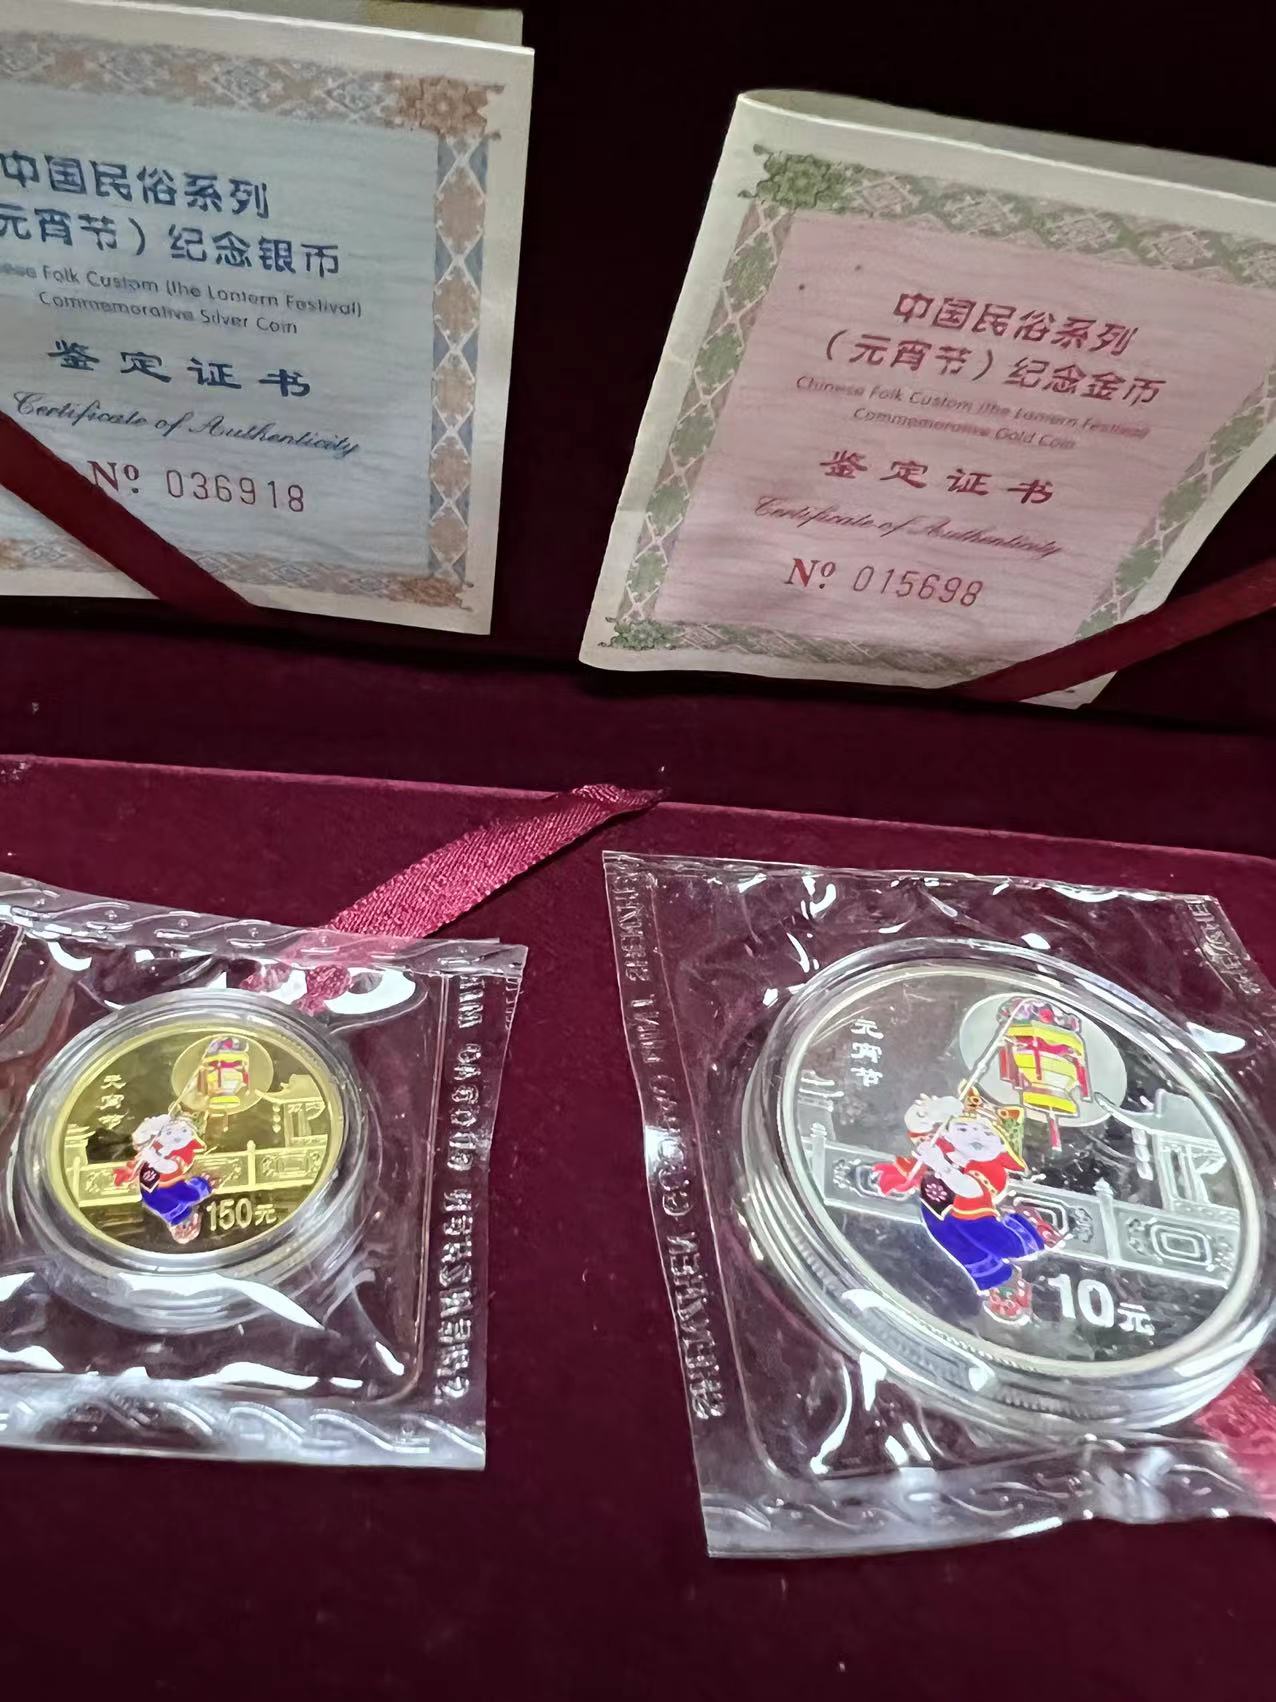 中国民俗系列
元宵节）纪念银币
ese Folk Custom (the Lantern Festival)
Commemorative Silver Coin
鉴定证书
Certificate of Authenticity
Nº 036918
中国民俗系列
（元宵节）纪念金币
Chinese Folk Custom (the Lantern Festival)
Commemorative Gold Coin
鉴定证书
Certificate of Authenticity
Nº 015698
元宵节
150元
元宵节
10元